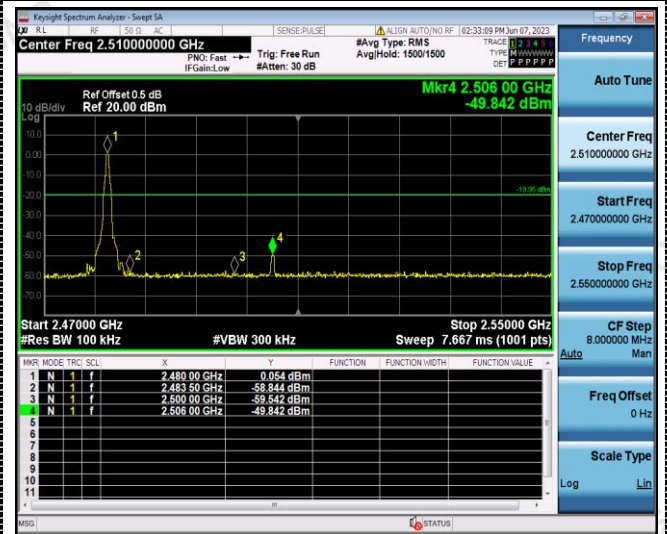 Keysight Spectrum Analyzer - Swept SA
RL RF 50 Ω AC SENSE:PULSE ALIGN AUTO/NO RF 02:33:09 PM Jun 07, 2023
Center Freq 2.510000000 GHz
#Avg Type: RMS
TRACE 1 2 3 4 5 6
PNO: Fast Trig: Free Run Avg|Hold: 1500/1500
TYPE M WWWWW
IFGain:Low #Atten: 30 dB
DET P P P P P P
Frequency
Auto Tune
Center Freq
2.510000000 GHz
Start Freq
2.470000000 GHz
Stop Freq
2.550000000 GHz
CF Step
8.000000 MHz
Auto Man
Freq Offset
0 Hz
Scale Type
Log Lin
Ref Offset 0.5 dB
Mkr4 2.506 00 GHz
10 dB/div Ref 20.00 dBm
-49.842 dBm
Log
10.0
0.00
-10.0
-20.0
-30.0
-40.0
-50.0
-60.0
-70.0
1
2
3
4
-19.95 dBm
Start 2.47000 GHz Stop 2.55000 GHz
#Res BW 100 kHz #VBW 300 kHz Sweep 7.667 ms (1001 pts)
MKR MODE TRC SCL X Y FUNCTION FUNCTION WIDTH FUNCTION VALUE
1 N 1 f 2.480 00 GHz 0.054 dBm
2 N 1 f 2.483 50 GHz -58.844 dBm
3 N 1 f 2.500 00 GHz -59.542 dBm
4 N 1 f 2.506 00 GHz -49.842 dBm
5
6
7
8
9
10
11
MSG STATUS